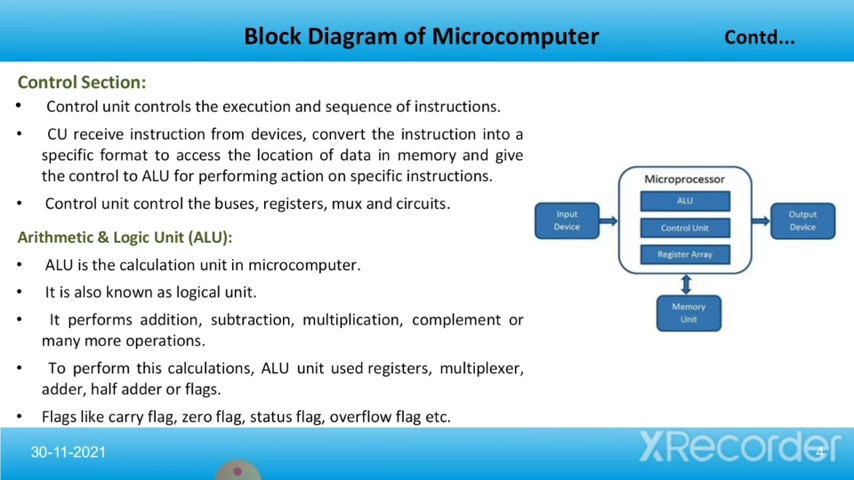 Block Diagram of Microcomputer
Contd...
Control Section:
• Control unit controls the execution and sequence of instructions.
• CU receive instruction from devices, convert the instruction into a
specific format to access the location of data in memory and give
the control to ALU for performing action on specific instructions.
• Control unit control the buses, registers, mux and circuits.
Arithmetic & Logic Unit (ALU):
• ALU is the calculation unit in microcomputer.
• It is also known as logical unit.
• It performs addition, subtraction, multiplication, complement or
many more operations.
• To perform this calculations, ALU unit used registers, multiplexer,
adder, half adder or flags.
• Flags like carry flag, zero flag, status flag, overflow flag etc.
Microprocessor
ALU
Control Unit
Register Array
Input
Device
Output
Device
Memory
Unit
30-11-2021
XRecorder
4